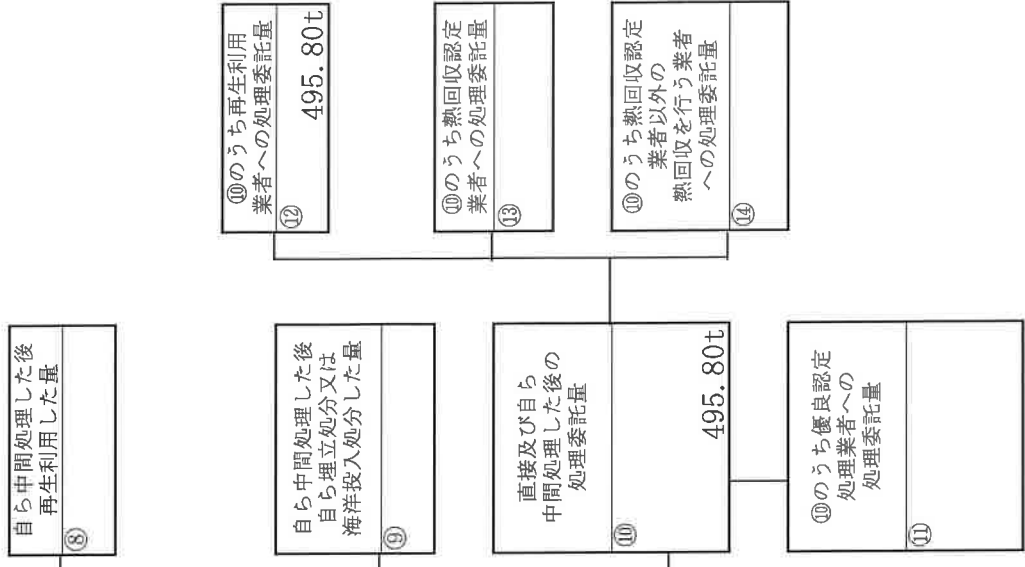 自ら中間処理した後
再生利用した量
⑧
自ら中間処理した後
自ら埋立処分又は
海洋投入処分した量
⑨
直接及び自ら
中間処理した後の
処理委託量
⑩
495.80t
⑩のうち優良認定
処理業者への
処理委託量
⑪
⑩のうち再生利用
業者への処理委託量
⑫
495.80t
⑩のうち熱回収認定
業者への処理委託量
⑬
⑩のうち熱回収認定
業者以外の
熱回収を行う業者
への処理委託量
⑭